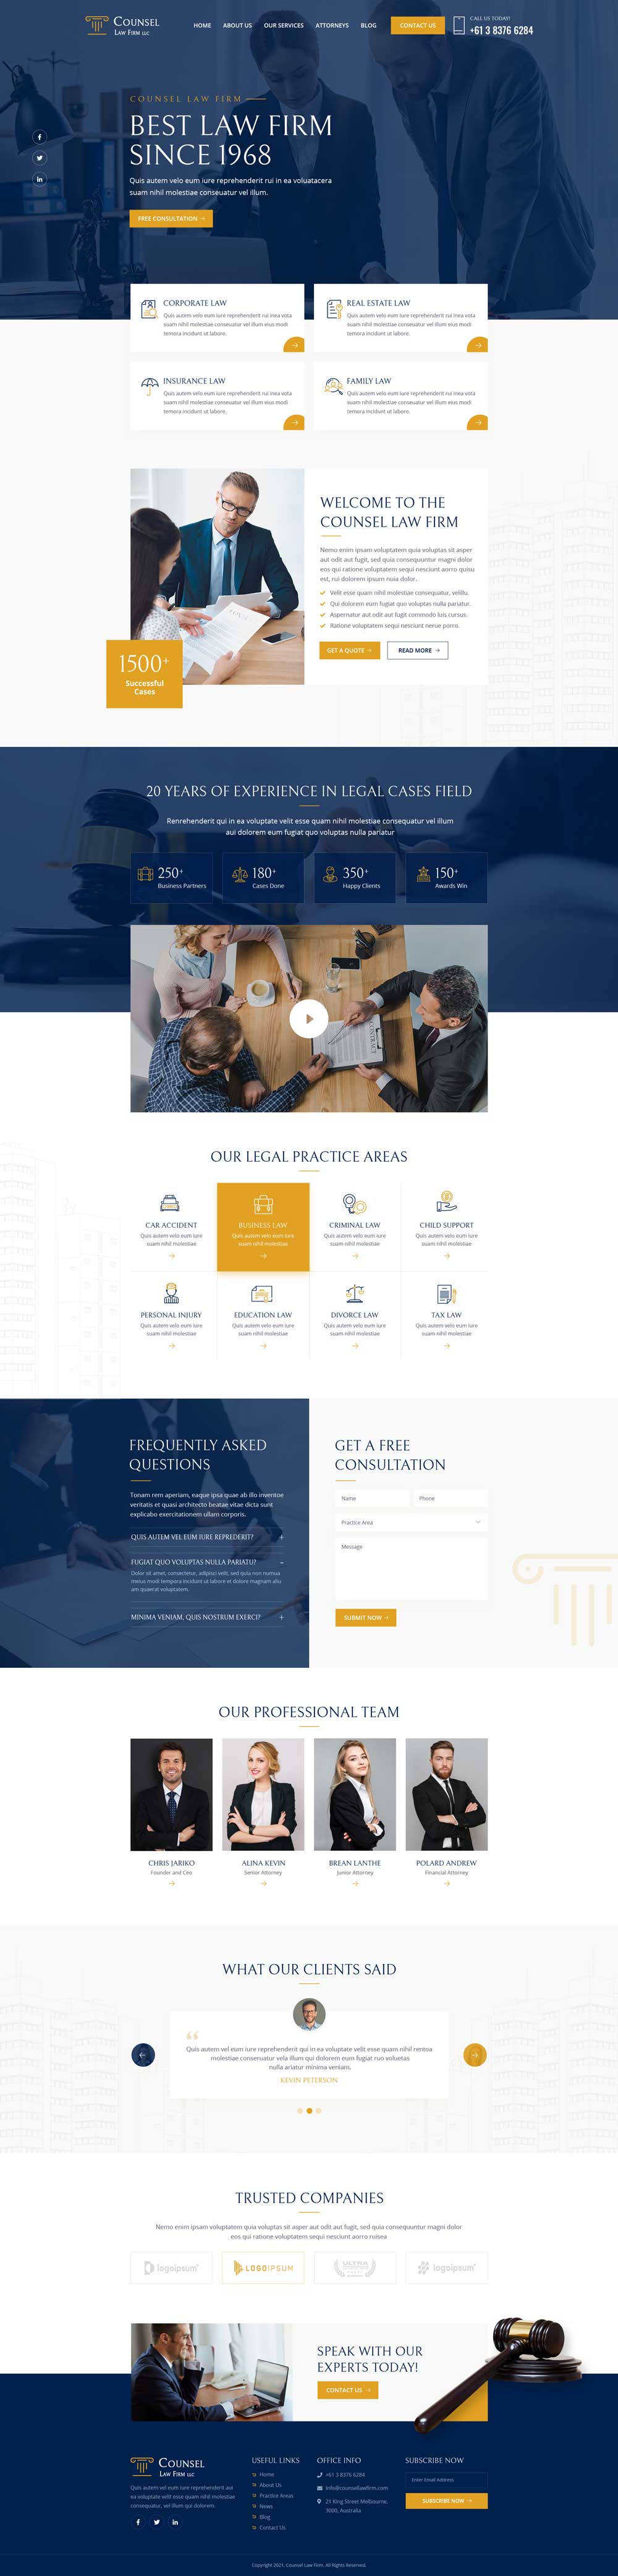 COUNSEL
LAW FIRM LLC
HOME
ABOUT US
OUR SERVICES
ATTORNEYS
BLOG
CONTACT US
CALL US TODAY!
+61 3 8376 6284
COUNSEL LAW FIRM
BEST LAW FIRM
SINCE 1968
Quis autem velo eum iure reprehenderit rui in ea voluatacera
suam nihil molestiae conseuatur vel illum.
FREE CONSULTATION
CORPORATE LAW
Quis autem velo eum iure reprehenderit rui inea vota
suam nihil molestiae conseuatur vel illum eius modi
temora incidunt ut labore.
REAL ESTATE LAW
Quis autem velo eum iure reprehenderit rui inea vota
suam nihil molestiae conseuatur vel illum eius modi
temora incidunt ut labore.
INSURANCE LAW
Quis autem velo eum iure reprehenderit rui inea vota
suam nihil molestiae conseuatur vel illum eius modi
temora incidunt ut labore.
FAMILY LAW
Quis autem velo eum iure reprehenderit rui inea vota
suam nihil molestiae conseuatur vel illum eius modi
temora incidunt ut labore.
WELCOME TO THE
COUNSEL LAW FIRM
Nemo enim ipsam voluptatem quia voluptas sit asper
aut odit aut fugit, sed quia consequuntur magni dolor
eos qui ratione voluptatem sequi nesciunt aorro quisu
est, rui dolorem ipsum nuia dolor.
Velit esse quam nihil molestiae consequatur, velillu.
Qui dolorem eum fugiat quo voluptas nulla pariatur.
Aspernatur aut odit aut fugit commodo luis cursus.
Ratione voluptatem sequi nesciunt nerue porro.
GET A QUOTE
READ MORE
1500+
Successful
Cases
20 YEARS OF EXPERIENCE IN LEGAL CASES FIELD
Renrehenderit qui in ea voluptate velit esse quam nihil molestiae consequatur vel illum
aui dolorem eum fugiat quo voluptas nulla pariatur
250+
Business Partners
180+
Cases Done
350+
Happy Clients
150+
Awards Win
CONTRACT
OUR LEGAL PRACTICE AREAS
CAR ACCIDENT
Quis autem velo eum iure
suam nihil molestiae
BUSINESS LAW
Quis autem velo eum iure
suam nihil molestiae
CRIMINAL LAW
Quis autem velo eum iure
suam nihil molestiae
CHILD SUPPORT
Quis autem velo eum iure
suam nihil molestiae
PERSONAL INJURY
Quis autem velo eum iure
suam nihil molestiae
EDUCATION LAW
Quis autem velo eum iure
suam nihil molestiae
DIVORCE LAW
Quis autem velo eum iure
suam nihil molestiae
TAX LAW
Quis autem velo eum iure
suam nihil molestiae
FREQUENTLY ASKED
QUESTIONS
Tonam rem aperiam, eaque ipsa quae ab illo inventoe
veritatis et quasi architecto beatae vitae dicta sunt
explicabo exercitationem ullam corporis.
QUIS AUTEM VEL EUM IURE REPREDERIT? +
FUGIAT QUO VOLUPTAS NULLA PARIATU? –
Dolor sit amet, consectetur, adlpisci velit, sed quia non numua
meius modi tempora incidunt ut labore et dolore magnam aliu
am quaerat voluptatem.
MINIMA VENIAM, QUIS NOSTRUM EXERCI? +
GET A FREE
CONSULTATION
Name
Phone
Practice Area
Message
SUBMIT NOW
OUR PROFESSIONAL TEAM
CHRIS JARIKO
Founder and Ceo
ALINA KEVIN
Senior Attorney
BREAN LANTHE
Junior Attorney
POLARD ANDREW
Financial Attorney
WHAT OUR CLIENTS SAID
Quis autem vel eum iure reprehenderit qui in ea voluptate velit esse quam nihil rentoa
molestiae conseruatur vela illum qui dolorem eum fugiat ruo voluetas
nulla ariatur minima veniam.
KEVIN PETERSON
TRUSTED COMPANIES
Nemo enim ipsam voluptatem quia voluptas sit asper aut odit aut fugit, sed quia consequuntur magni dolor
eos qui ratione voluptatem sequi nesciunt aorro ruisea
logoipsum
LOGOIPSUM
ULTRA
logoipsum
SPEAK WITH OUR
EXPERTS TODAY!
CONTACT US
COUNSEL
LAW FIRM LLC
Quis autem vel eum iure reprehenderit aui
ea voluptate velit esse quam nihil molestiae
consequatur, vel illum qui dolorem.
USEFUL LINKS
Home
About Us
Practice Areas
News
Blog
Contact Us
OFFICE INFO
+61 3 8376 6284
info@counsellawfirm.com
21 King Street Melbourne,
3000, Australia
SUBSCRIBE NOW
Enter Email Address
SUBSCRIBE NOW
Copyright 2021. Counsel Law Firm. All Rights Reserved.